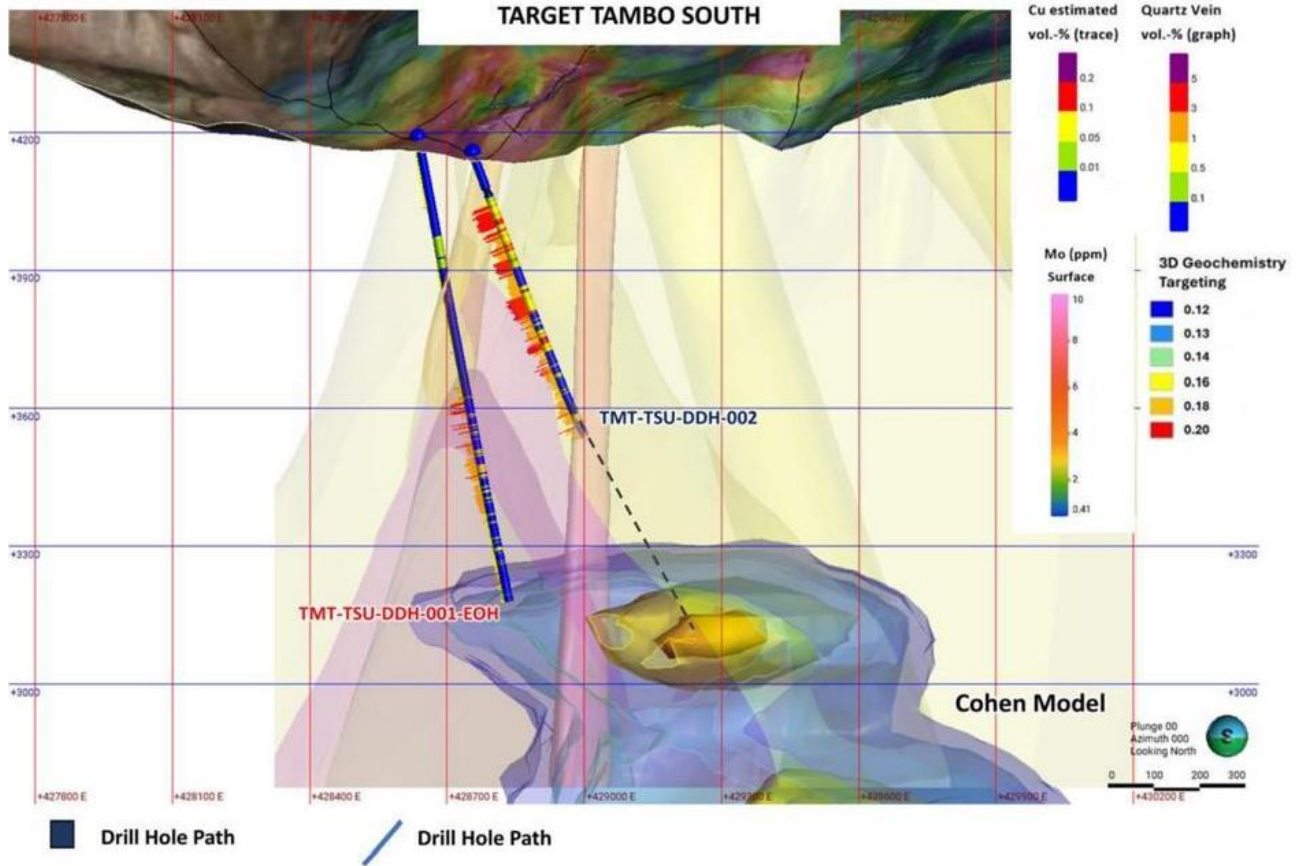 TARGET TAMBO SOUTH
+427800 E
Cu estimated
vol.-% (trace)
0.2
0.1
0.05
0.01
Quartz Vein
vol.-% (graph)
5
3
1
0.5
0.1
Mo (ppm)
Surface
10
8
6
4
2
0.41
3D Geochemistry
Targeting
0.12
0.13
0.14
0.16
0.18
0.20
+4200
+3900
+3600
+3300
+3300
+3000
+3000
TMT-TSU-DDH-002
TMT-TSU-DDH-001-EOH
Cohen Model
Plunge 00
Azimuth 000
Looking North
S
0 100 200 300
+427800 E
+428100 E
+428400 E
+428700 E
+429000 E
+429300 E
+429600 E
+429900 E
+430200 E
Drill Hole Path
Drill Hole Path